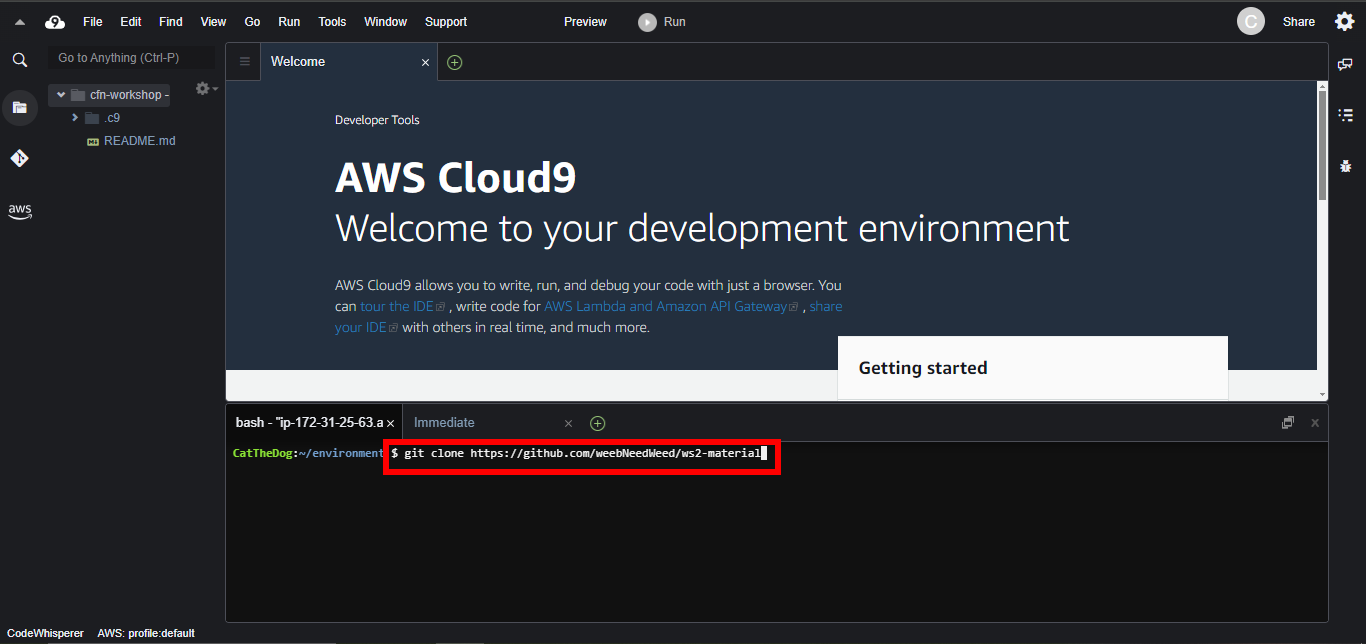 File Edit Find View Go Run Tools Window Support Preview Run C Share
Go to Anything (Ctrl-P)
cfn-workshop -
.c9
README.md
aws
Welcome
Developer Tools
AWS Cloud9
Welcome to your development environment
AWS Cloud9 allows you to write, run, and debug your code with just a browser. You
can tour the IDE , write code for AWS Lambda and Amazon API Gateway , share
your IDE with others in real time, and much more.
Getting started
bash - "ip-172-31-25-63.a Immediate
CatTheDog:~/environment $ git clone https://github.com/weebNeedWeed/ws2-material
CodeWhisperer AWS: profile:default